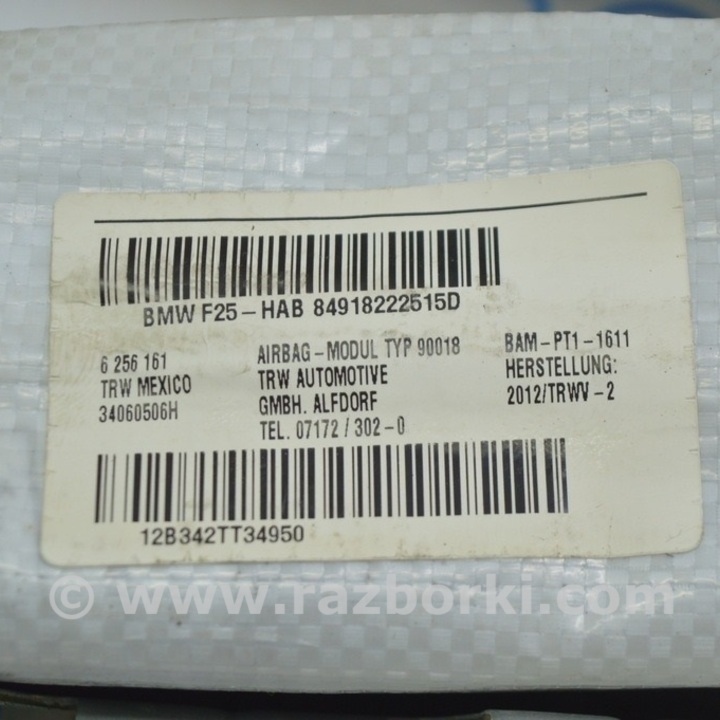 BMW F25-HAB 84918222515D
6 256 161
TRW MEXICO
34060506H
AIRBAG-MODUL TYP 90018
TRW AUTOMOTIVE
GMBH. ALFDORF
TEL. 07172/302-0
BAM-PT1-1611
HERSTELLUNG:
2012/TRWV-2
12B342TT34950
© www.razborki.com